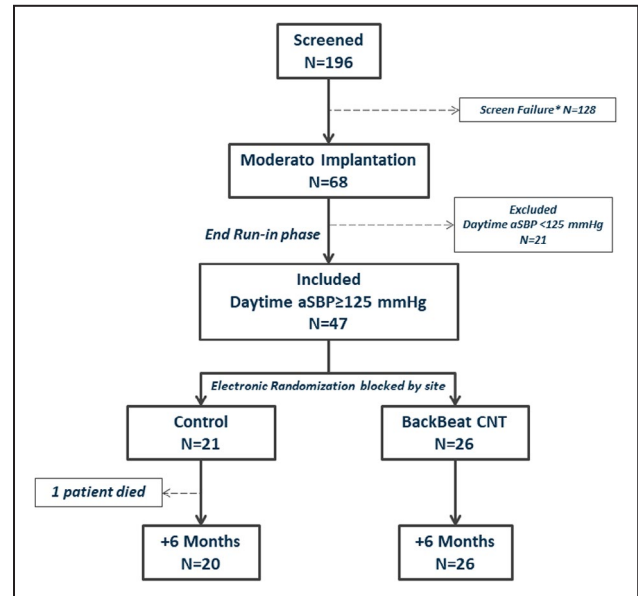 Screened
N=196
Screen Failure* N=128
Moderato Implantation
N=68
Excluded
Daytime aSBP <125 mmHg
N=21
End Run-in phase
Included
Daytime aSBP≥125 mmHg
N=47
Electronic Randomization blocked by site
Control
N=21
BackBeat CNT
N=26
1 patient died
+6 Months
N=20
+6 Months
N=26